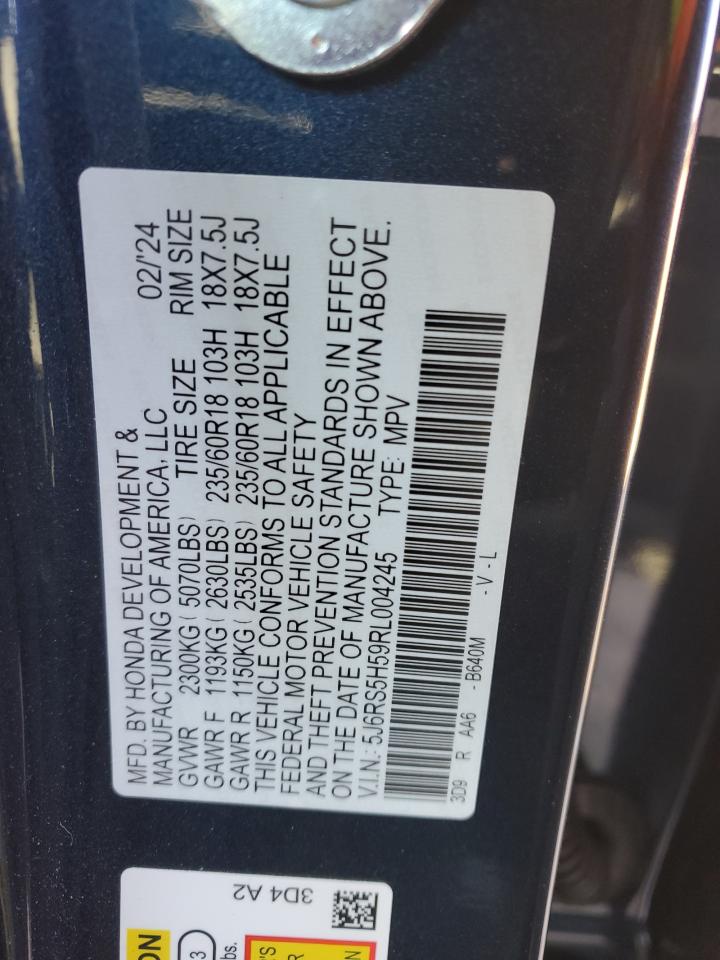 MFD. BY HONDA DEVELOPMENT &
MANUFACTURING OF AMERICA, LLC 02/'24
GVWR 2300KG ( 5070LBS) TIRE SIZE RIM SIZE
GAWR F 1193KG ( 2630LBS) 235/60R18 103H 18X7.5J
GAWR R 1150KG ( 2535LBS) 235/60R18 103H 18X7.5J
THIS VEHICLE CONFORMS TO ALL APPLICABLE
FEDERAL MOTOR VEHICLE SAFETY
AND THEFT PREVENTION STANDARDS IN EFFECT
ON THE DATE OF MANUFACTURE SHOWN ABOVE.
V.I.N.: 5J6RS5H59RL004245 TYPE: MPV
3D9 R AA6 -B640M -V-L
3D4 A2
ON
3
lbs.
'S
R
N